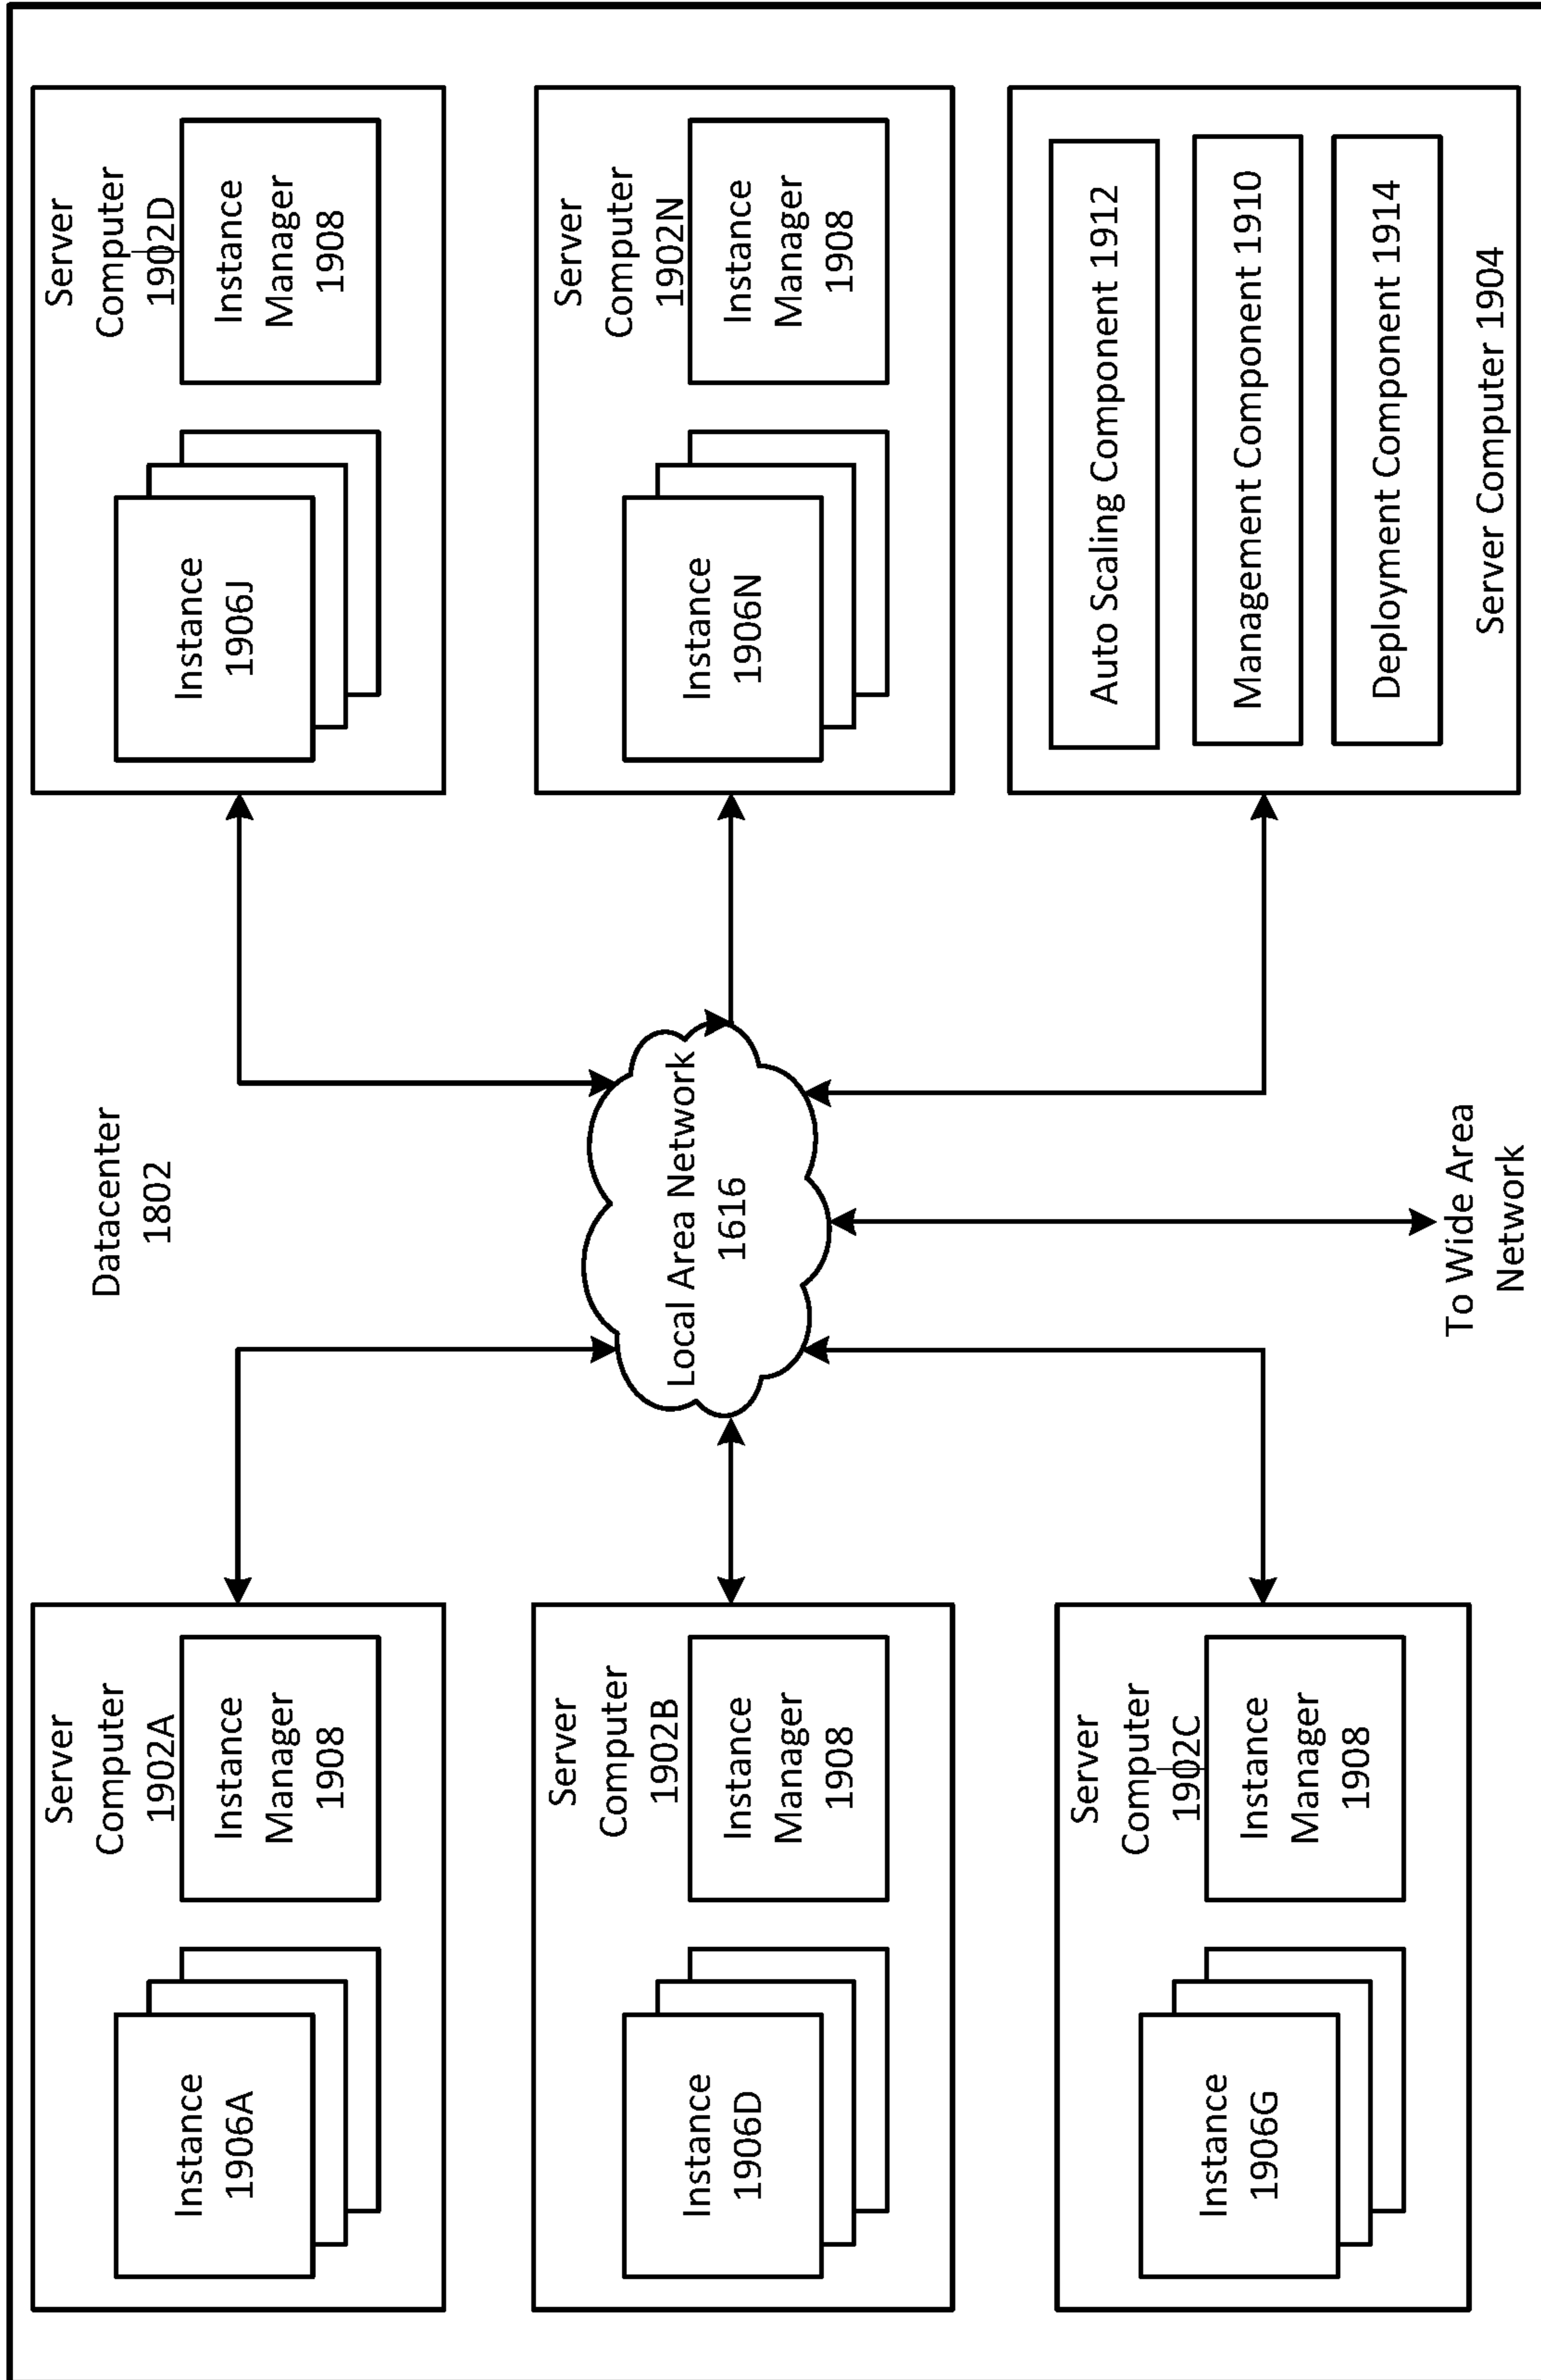 Datacenter
1802
Server
Computer
1902A
Instance
1906A
Instance
Manager
1908
Server
Computer
1902B
Instance
1906D
Instance
Manager
1908
Server
Computer
1902C
Instance
1906G
Instance
Manager
1908
Local Area Network
1616
To Wide Area
Network
Server
Computer
1902D
Instance
1906J
Instance
Manager
1908
Server
Computer
1902N
Instance
1906N
Instance
Manager
1908
Auto Scaling Component 1912
Management Component 1910
Deployment Component 1914
Server Computer 1904